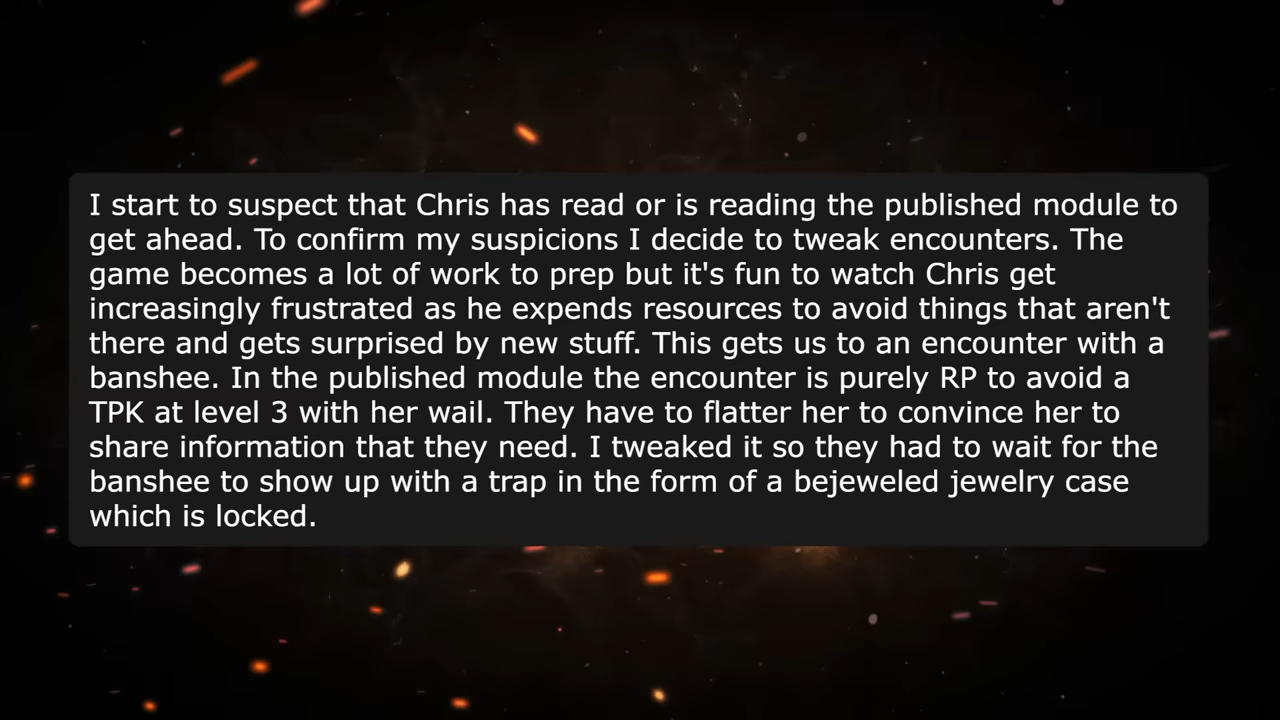 I start to suspect that Chris has read or is reading the published module to
get ahead. To confirm my suspicions I decide to tweak encounters. The
game becomes a lot of work to prep but it's fun to watch Chris get
increasingly frustrated as he expends resources to avoid things that aren't
there and gets surprised by new stuff. This gets us to an encounter with a
banshee. In the published module the encounter is purely RP to avoid a
TPK at level 3 with her wail. They have to flatter her to convince her to
share information that they need. I tweaked it so they had to wait for the
banshee to show up with a trap in the form of a bejeweled jewelry case
which is locked.